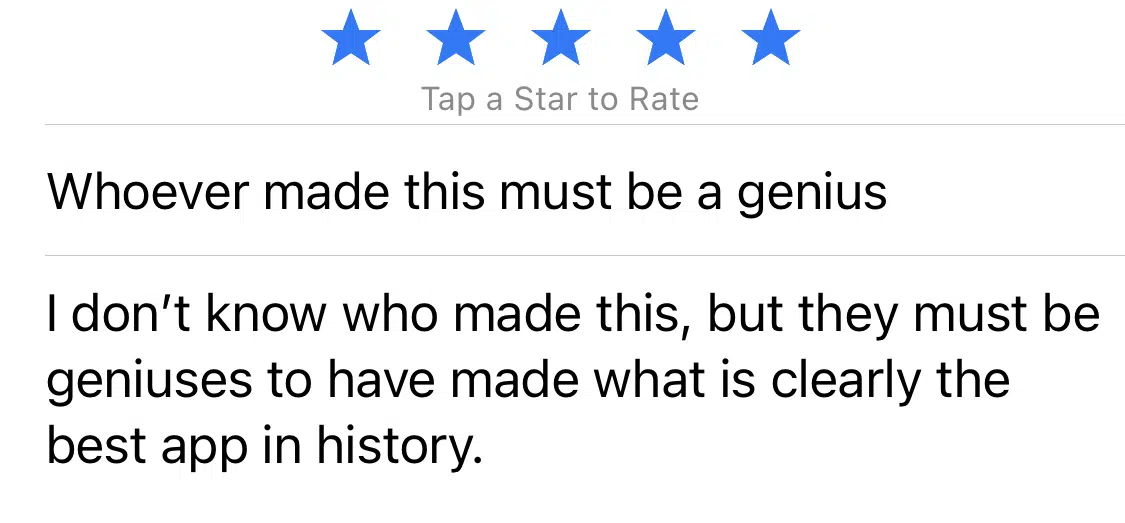 Tap a Star to Rate
Whoever made this must be a genius
I don’t know who made this, but they must be
geniuses to have made what is clearly the
best app in history.